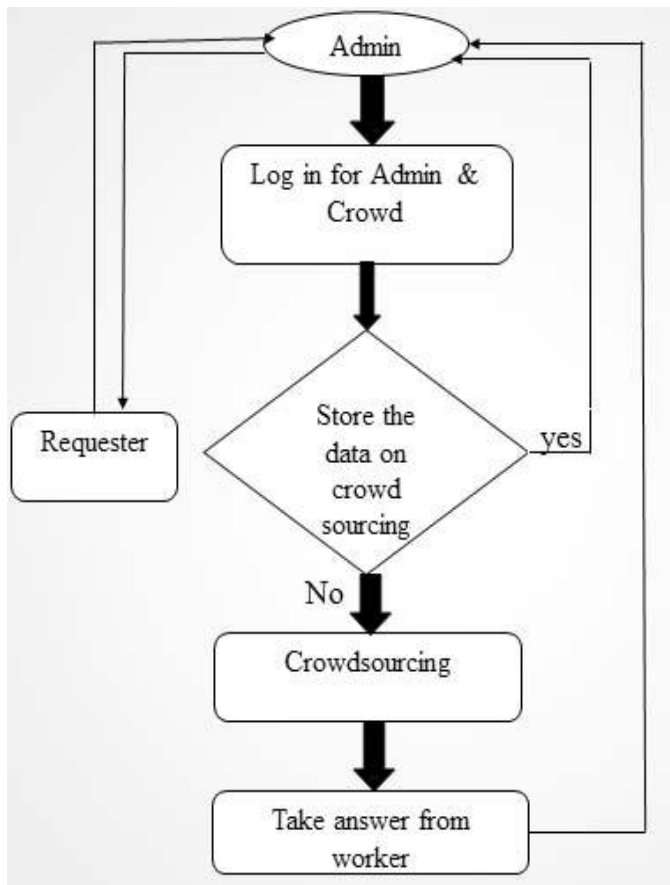 Admin
Log in for Admin &
Crowd
Requester
Store the
data on
crowd
sourcing
yes
No
Crowdsourcing
Take answer from
worker